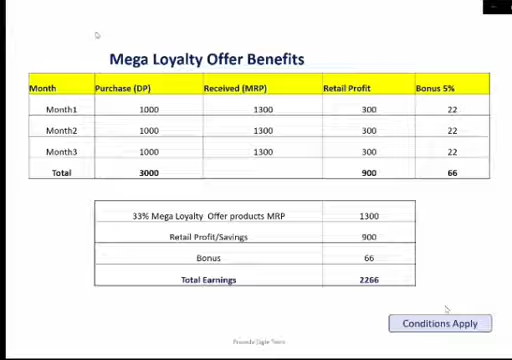 Mega Loyalty Offer Benefits
Month Purchase (DP) Received (MRP) Retail Profit Bonus 5%
Month1 1000 1300 300 22
Month2 1000 1300 300 22
Month3 1000 1300 300 22
Total 3000 900 66
33% Mega Loyalty Offer products MRP 1300
Retail Profit/Savings 900
Bonus 66
Total Earnings 2266
Conditions Apply